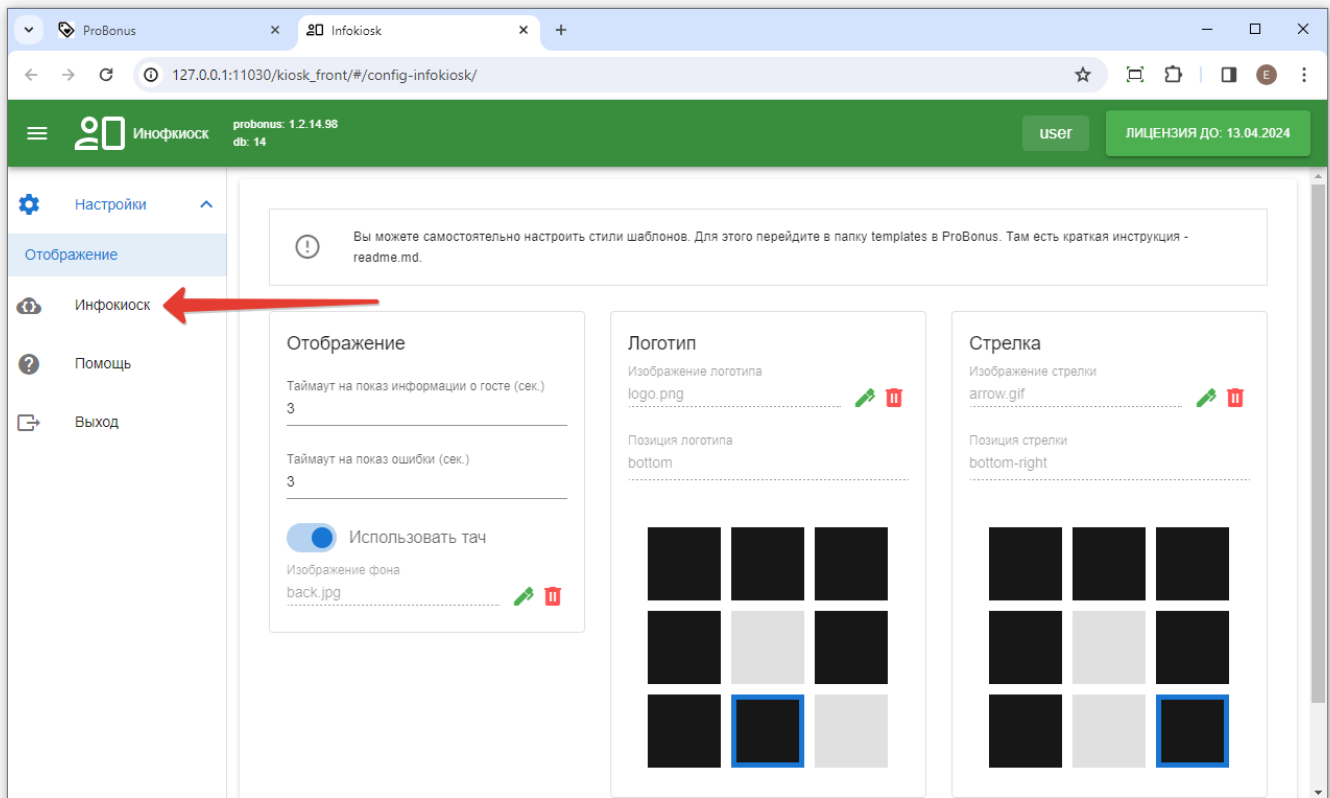 ProBonus
Infokiosk
127.0.0.1:11030/kiosk_front/#/config-infokiosk/
E
Инофкиоск
probonus: 1.2.14.98
db: 14
user
ЛИЦЕНЗИЯ ДО: 13.04.2024
Настройки
Отображение
Инфокиоск
Помощь
Выход
Вы можете самостоятельно настроить стили шаблонов. Для этого перейдите в папку templates в ProBonus. Там есть краткая инструкция -
readme.md.
Отображение
Таймаут на показ информации о госте (сек.)
3
Таймаут на показ ошибки (сек.)
3
Использовать тач
Изображение фона
back.jpg
Логотип
Изображение логотипа
logo.png
Позиция логотипа
bottom
Стрелка
Изображение стрелки
arrow.gif
Позиция стрелки
bottom-right